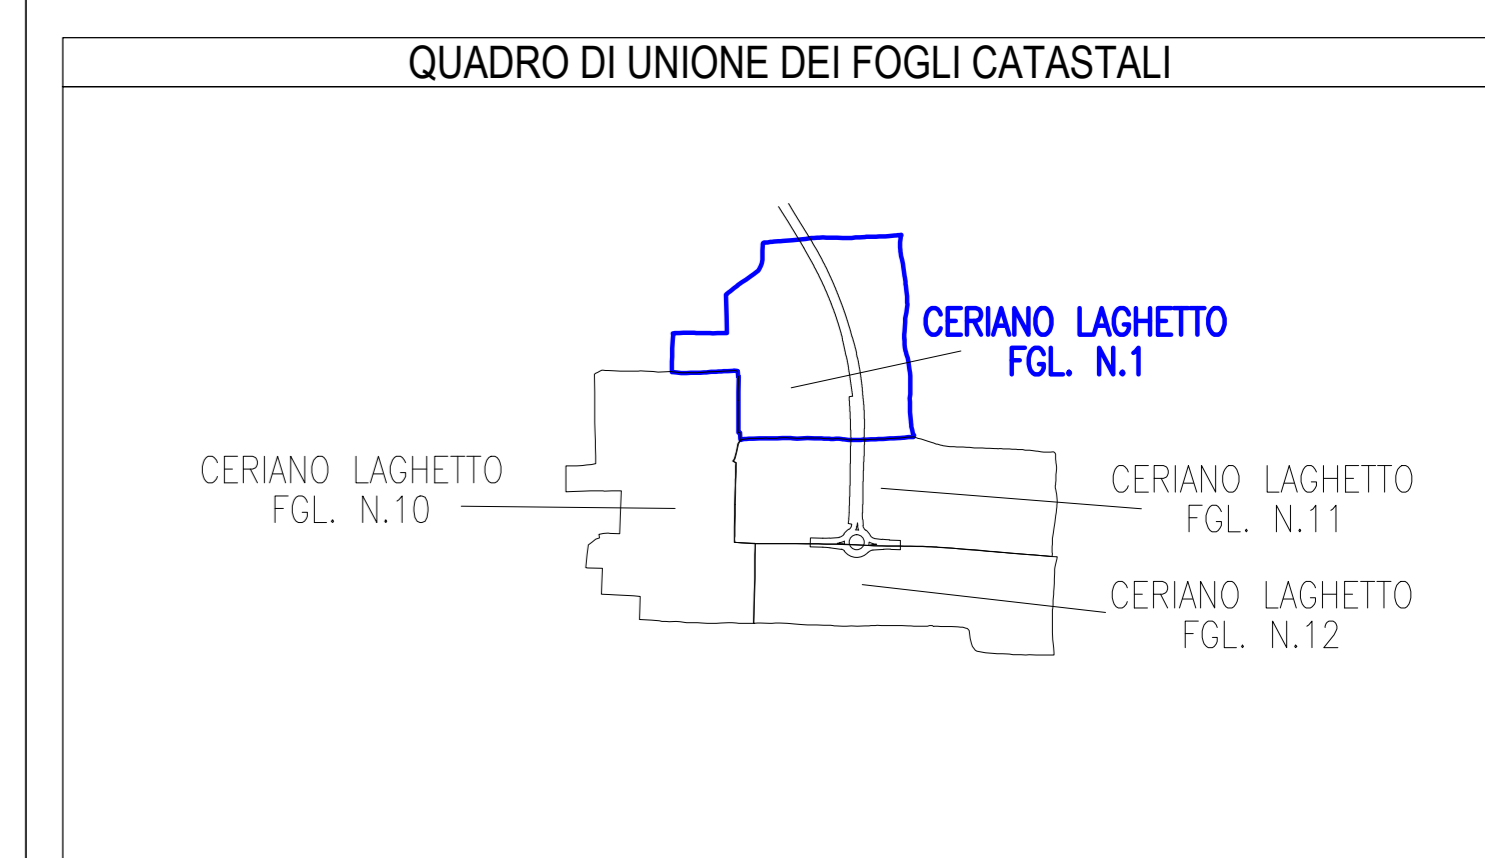 QUADRO DI UNIONE DEI FOGLI CATASTALI
CERIANO LAGHETTO
FGL. N.1
CERIANO LAGHETTO
FGL. N.10
CERIANO LAGHETTO
FGL. N.11
CERIANO LAGHETTO
FGL. N.12